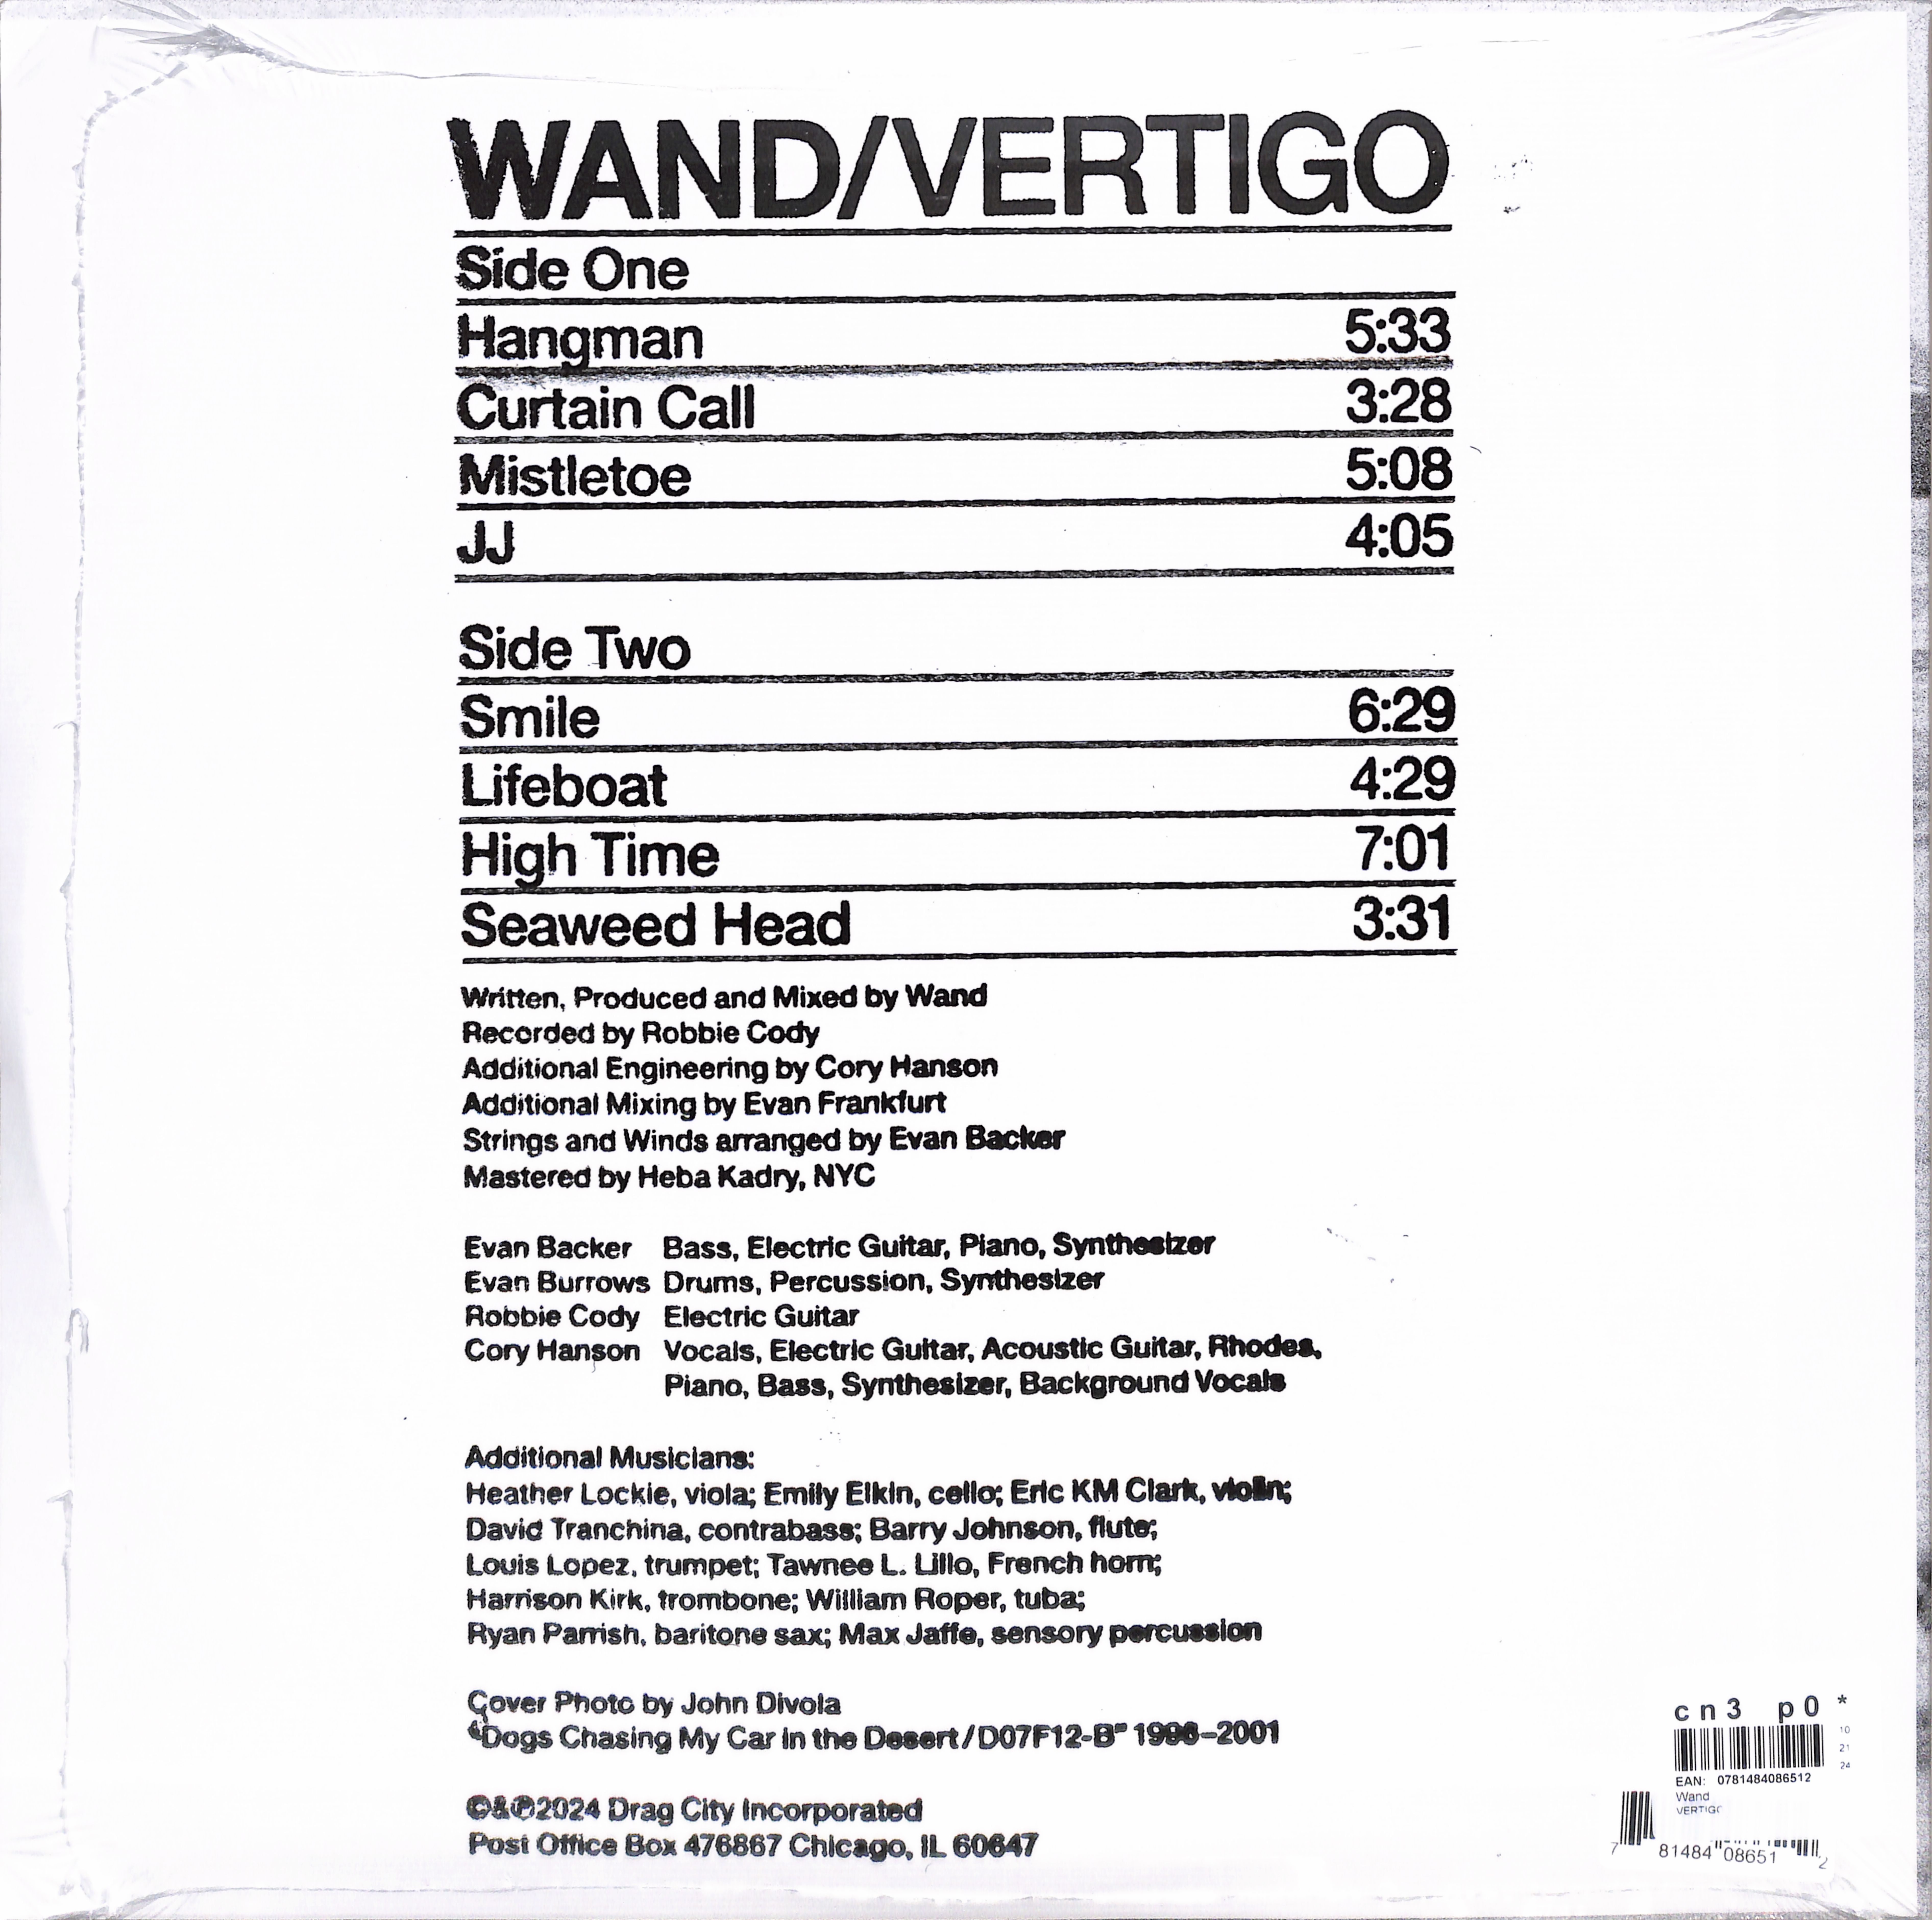 WAND/VERTIGO
Side One
Hangman 5:33
Curtain Call 3:28
Mistletoe 5:08
JJ 4:05
Side Two
Smile 6:29
Lifeboat 4:29
High Time 7:01
Seaweed Head 3:31
Written, Produced and Mixed by Wand
Recorded by Robbie Cody
Additional Engineering by Cory Hanson
Additional Mixing by Evan Frankfurt
Strings and Winds arranged by Evan Backer
Mastered by Heba Kadry, NYC
Evan Backer Bass, Electric Guitar, Piano, Synthesizer
Evan Burrows Drums, Percussion, Synthesizer
Robbie Cody Electric Guitar
Cory Hanson Vocals, Electric Guitar, Acoustic Guitar, Rhodes,
Piano, Bass, Synthesizer, Background Vocals
Additional Musicians:
Heather Lockie, viola; Emily Elkin, cello; Eric KM Clark, violin;
David Tranchina, contrabass; Barry Johnson, flute;
Louis Lopez, trumpet; Tawnee L. Lillo, French horn;
Harrison Kirk, trombone; William Roper, tuba;
Ryan Parrish, baritone sax; Max Jaffe, sensory percussion
Cover Photo by John Divola
"Dogs Chasing My Car in the Desert/D07F12-B" 1996–2001
©&℗2024 Drag City Incorporated
Post Office Box 476867 Chicago, IL 60647
cn3 p0 *
10
21
24
EAN: 0781484086512
Wand
VERTIGO
7 81484 08651 2